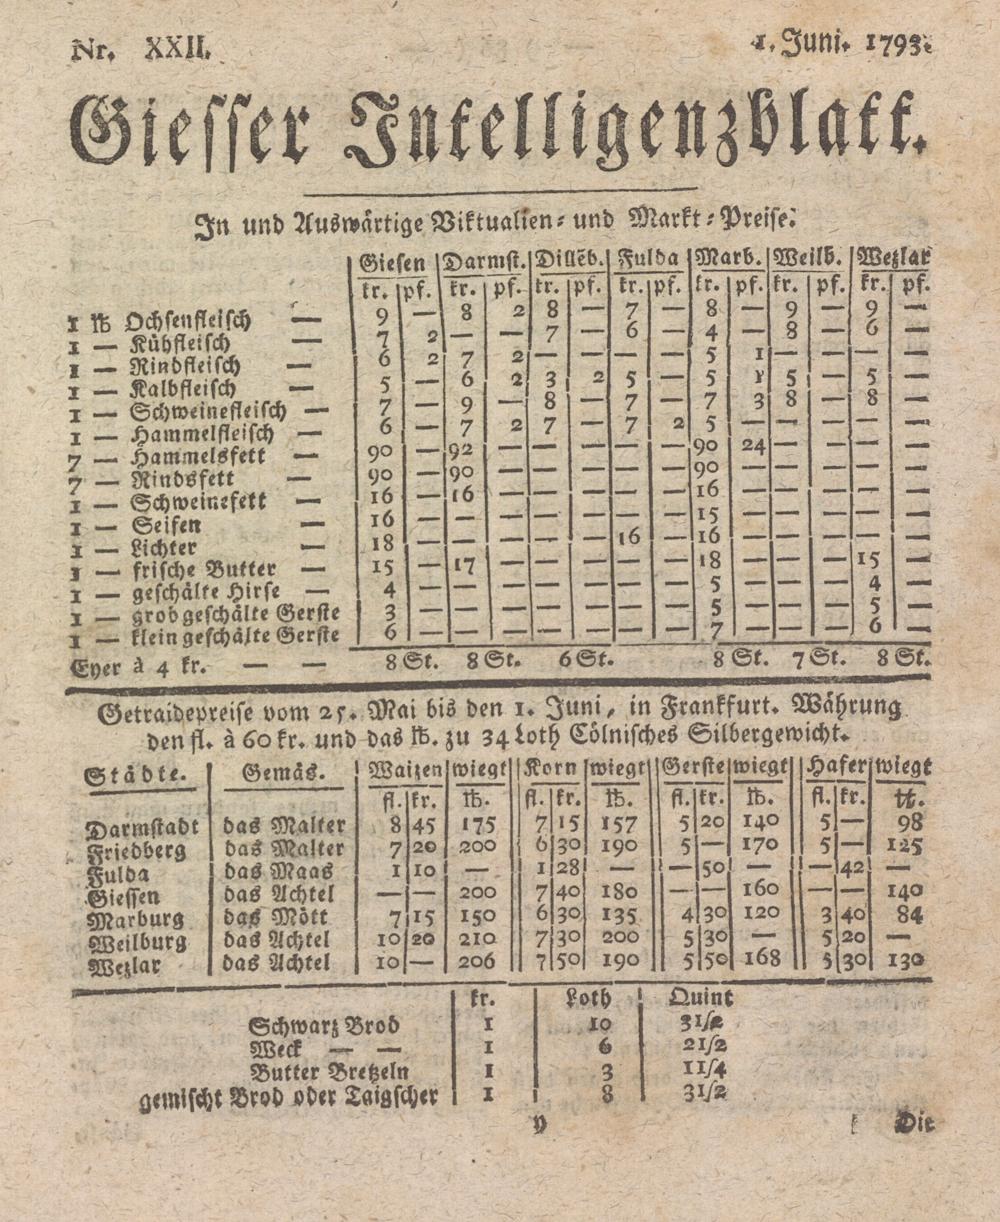 Nr. XXII. 1. Juni. 1793.
Giesser Intelligenzblatt.
In und Auswärtige Viktualien- und Markt-Preise.
Giesen Darmst. Dillēb. Fulda Marb. Weilb. Wetzlar
kr. pf. kr. pf. kr. pf. kr. pf. kr. pf. kr. pf. kr. pf.
1 ℔ Ochsenfleisch — 9 — 8 2 8 — 7 — 8 — 9 — 9 —
1 — Kühfleisch — 7 2 — — 7 — 6 — 4 — 8 — 6 —
1 — Rindfleisch — 6 2 7 2 — — — — 5 1 — — — —
1 — Kalbfleisch — 5 — 6 2 3 2 5 — 5 1 5 — 5 —
1 — Schweinefleisch — 7 — 9 — 8 — 7 — 7 3 8 — 8 —
1 — Hammelfleisch — 6 — 7 2 7 — 7 2 5 — — — — —
7 — Hammelsfett — 90 — 92 — — — — — 90 24 — — — —
7 — Rindsfett — 90 — 90 — — — — — 90 — — — — —
1 — Schweinefett — 16 — 16 — — — — — 16 — — — — —
1 — Seifen — 16 — — — — — — — 15 — — — — —
1 — Lichter — 18 — — — — — 16 — 16 — — — — —
1 — frische Butter — 15 — 17 — — — — — 18 — — — 15 —
1 — geschälte Hirse — 4 — — — — — — — 5 — — — 4 —
1 — grob geschälte Gerste 3 — — — — — — — 5 — — — 5 —
1 — klein geschälte Gerste 6 — — — — — — — 7 — — — 6 —
Eyer à 4 kr. — — 8 St. 8 St. 6 St. 8 St. 7 St. 8 St.
Getraidepreise vom 25. Mai bis den 1. Juni, in Frankfurt. Währung
den fl. à 60 kr. und das ℔. zu 34 Loth Cölnisches Silbergewicht.
Städte. Gemäs. Waizen wiegt Korn wiegt Gerste wiegt Hafer wiegt
fl. kr. ℔. fl. kr. ℔. fl. kr. ℔. fl. kr. tt.
Darmstadt das Malter 8 45 175 7 15 157 5 20 140 5 — 98
Friedberg das Malter 7 20 200 6 30 190 5 — 170 5 — 125
Fulda das Maas 1 10 — 1 28 — — 50 — — 42 —
Giessen das Achtel — — 200 7 40 180 — — 160 — — 140
Marburg das Mött 7 15 150 6 30 135 4 30 120 3 40 84
Weilburg das Achtel 10 20 210 7 30 200 5 30 — 5 20 —
Wetzlar das Achtel 10 — 206 7 50 190 5 50 168 5 30 130
kr. Loth Quint
Schwarz Brod 1 10 3 1/2
Weck — — 1 6 2 1/2
Butter Bretzeln 1 3 1 1/4
gemischt Brod oder Taigscher 1 8 3 1/2
Y Die